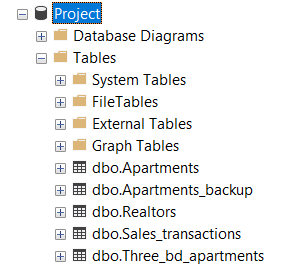 Project
Database Diagrams
Tables
System Tables
FileTables
External Tables
Graph Tables
dbo.Apartments
dbo.Apartments_backup
dbo.Realtors
dbo.Sales_transactions
dbo.Three_bd_apartments